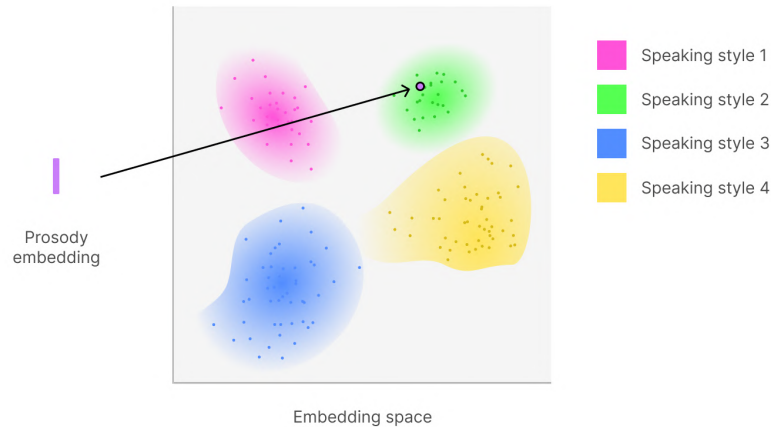 Speaking style 1
Speaking style 2
Speaking style 3
Speaking style 4
Prosody
embedding
Embedding space